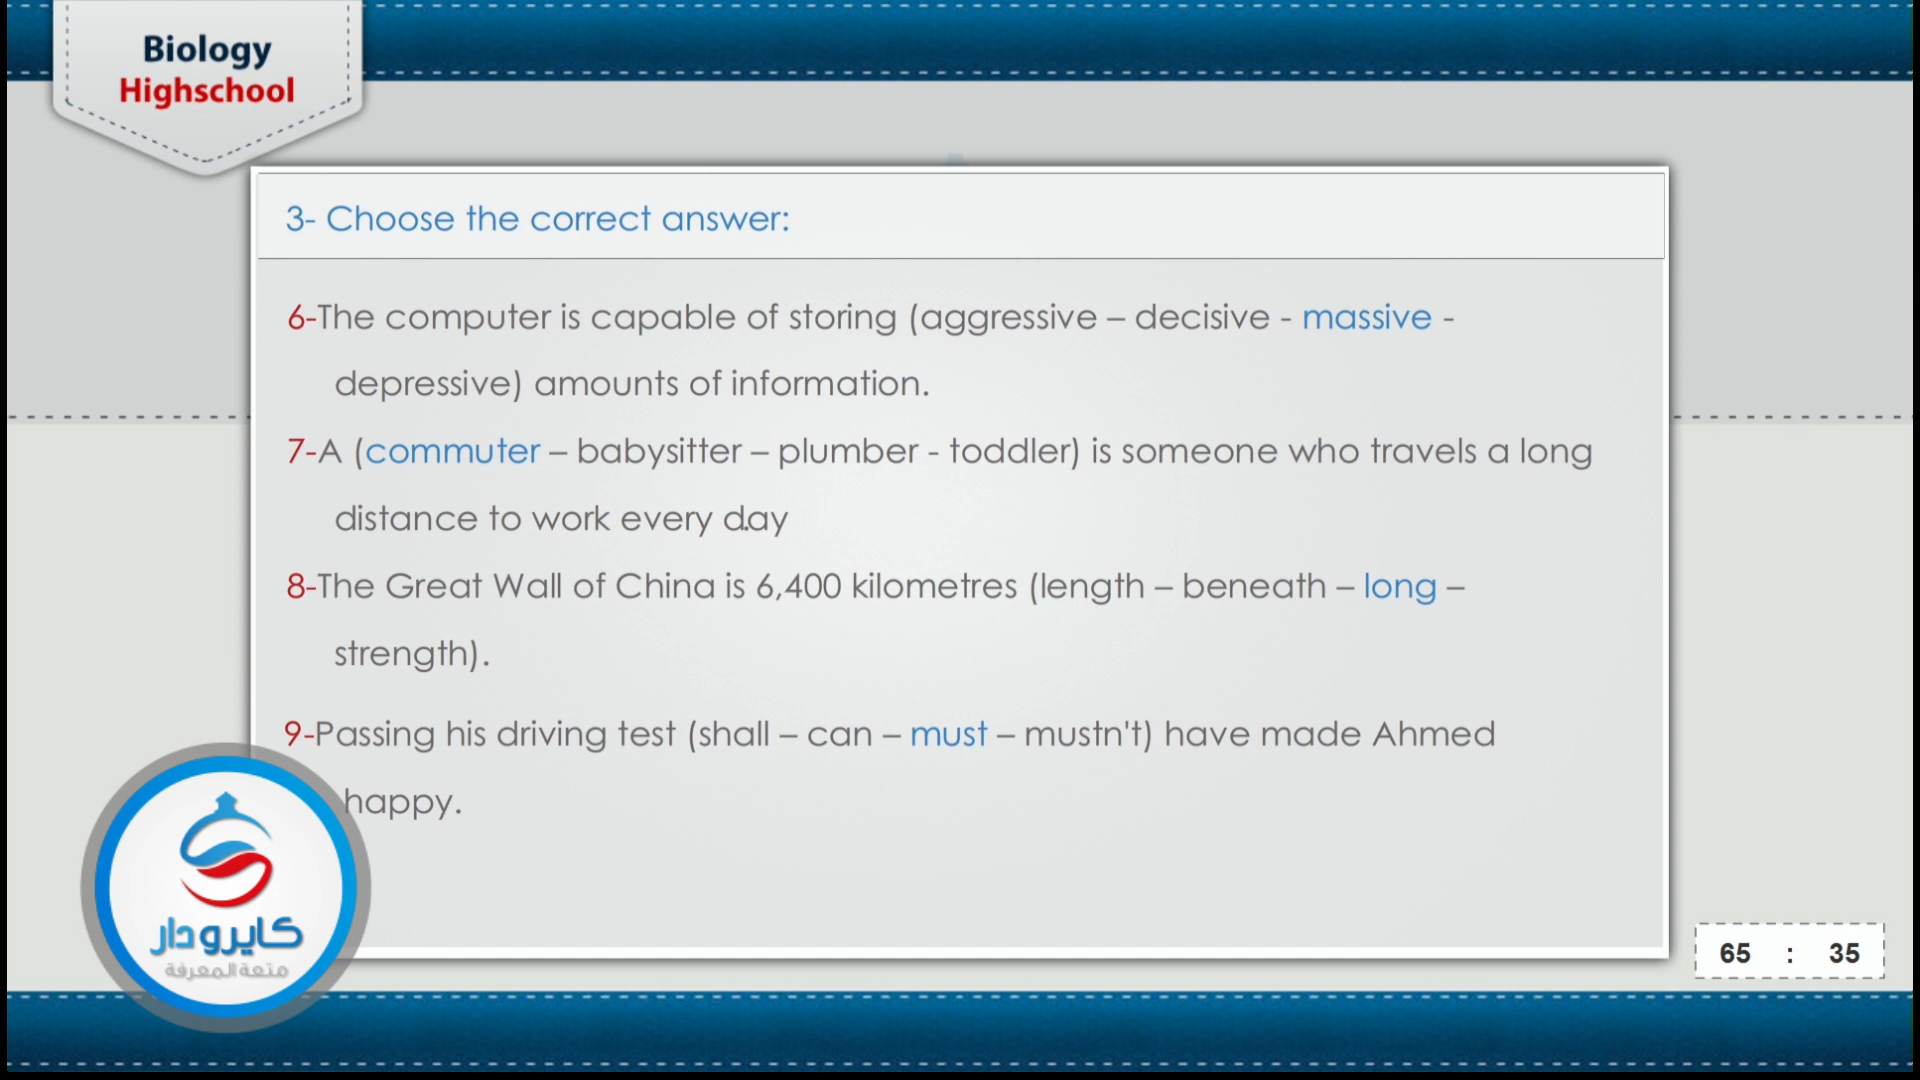 Biology
Highschool
3- Choose the correct answer:
6-The computer is capable of storing (aggressive – decisive - massive -
depressive) amounts of information.
7-A (commuter – babysitter – plumber - toddler) is someone who travels a long
distance to work every d.ay
8-The Great Wall of China is 6,400 kilometres (length – beneath – long –
strength).
9-Passing his driving test (shall – can – must – mustn't) have made Ahmed
happy.
كايرودار
متعة المعرفة
65 : 35